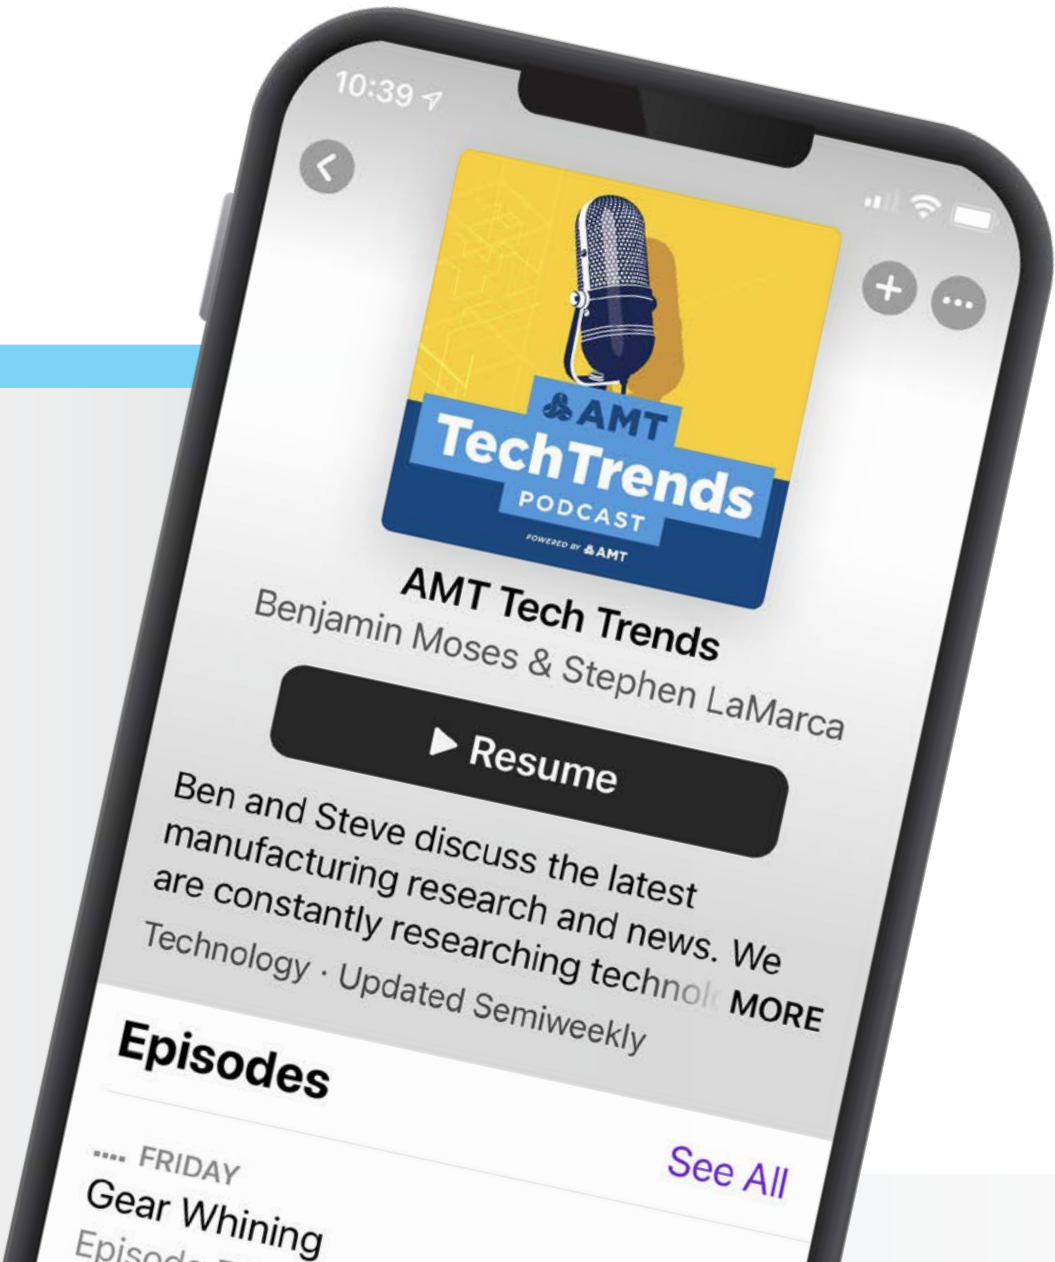 10:39
AMT
TechTrends
PODCAST
POWERED BY AMT
AMT Tech Trends
Benjamin Moses & Stephen LaMarca
Resume
Ben and Steve discuss the latest
manufacturing research and news. We
are constantly researching technol MORE
Technology · Updated Semiweekly
Episodes
See All
FRIDAY
Gear Whining
Episode